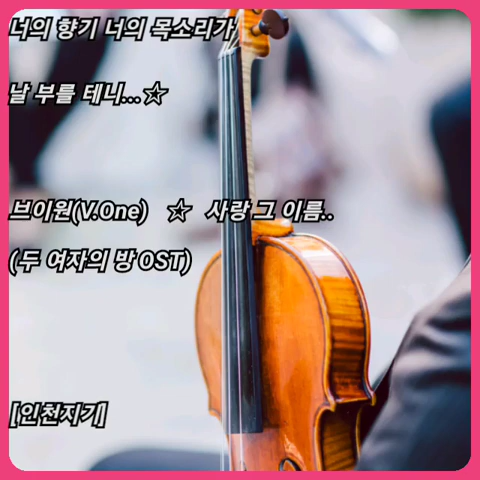 너의 향기 너의 목소리가
날 부를 테니...☆
브이원(V.One) ☆ 사랑 그 이름..
(두 여자의 방 OST)
[인천지기]